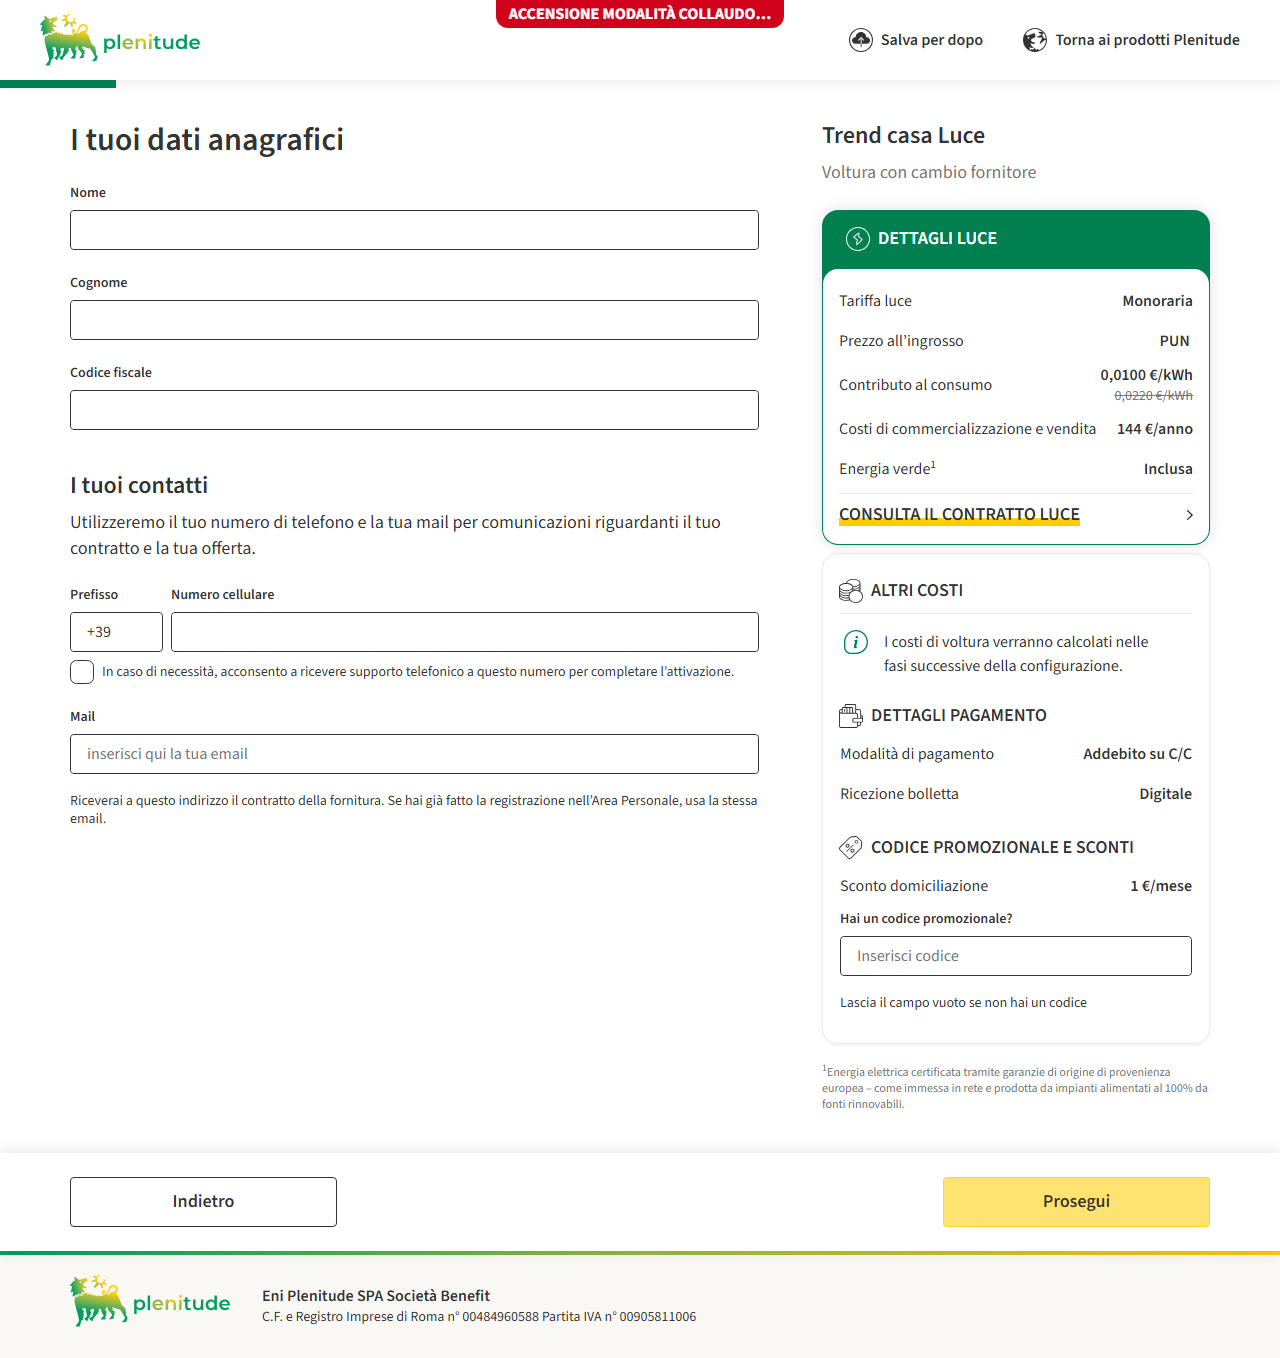 ACCENSIONE MODALITÀ COLLAUDO...
plenitude
Salva per dopo
Torna ai prodotti Plenitude
I tuoi dati anagrafici
Nome
Cognome
Codice fiscale
I tuoi contatti
Utilizzeremo il tuo numero di telefono e la tua mail per comunicazioni riguardanti il tuo
contratto e la tua offerta.
Prefisso
Numero cellulare
+39
In caso di necessità, acconsento a ricevere supporto telefonico a questo numero per completare l'attivazione.
Mail
inserisci qui la tua email
Riceverai a questo indirizzo il contratto della fornitura. Se hai già fatto la registrazione nell'Area Personale, usa la stessa
email.
Trend casa Luce
Voltura con cambio fornitore
DETTAGLI LUCE
Tariffa luce Monoraria
Prezzo all'ingrosso PUN
Contributo al consumo 0,0100 €/kWh
0,0220 €/kWh
Costi di commercializzazione e vendita 144 €/anno
Energia verde¹ Inclusa
CONSULTA IL CONTRATTO LUCE
ALTRI COSTI
I costi di voltura verranno calcolati nelle
fasi successive della configurazione.
DETTAGLI PAGAMENTO
Modalità di pagamento Addebito su C/C
Ricezione bolletta Digitale
CODICE PROMOZIONALE E SCONTI
Sconto domiciliazione 1 €/mese
Hai un codice promozionale?
Inserisci codice
Lascia il campo vuoto se non hai un codice
¹Energia elettrica certificata tramite garanzie di origine di provenienza
europea – come immessa in rete e prodotta da impianti alimentati al 100% da
fonti rinnovabili.
Indietro
Prosegui
plenitude
Eni Plenitude SPA Società Benefit
C.F. e Registro Imprese di Roma n° 00484960588 Partita IVA n° 00905811006